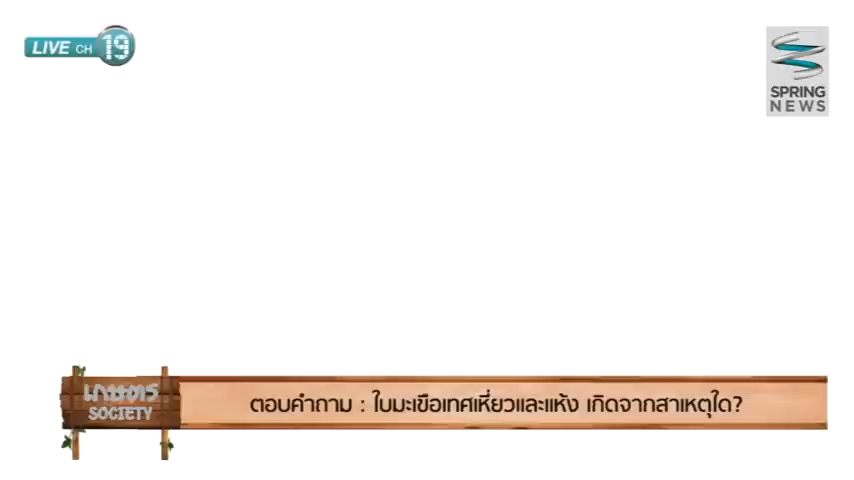 LIVE CH 19
SPRING
NEWS
เกษตร
SOCIETY
ตอบคำถาม : ใบมะเขือเทศเหี่ยวและแห้ง เกิดจากสาเหตุใด?